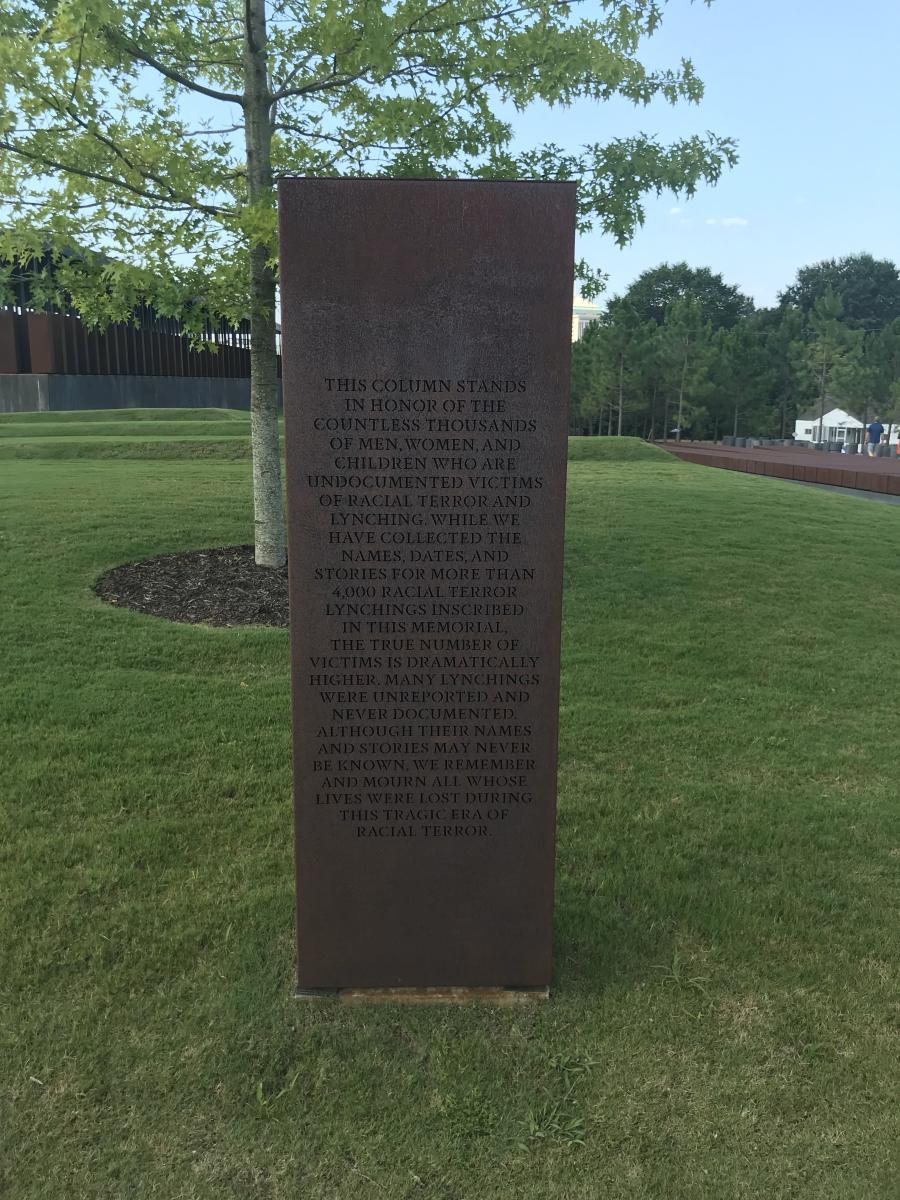 THIS COLUMN STANDS
IN HONOR OF THE
COUNTLESS THOUSANDS
OF MEN, WOMEN, AND
CHILDREN WHO ARE
UNDOCUMENTED VICTIMS
OF RACIAL TERROR AND
LYNCHING. WHILE WE
HAVE COLLECTED THE
NAMES, DATES, AND
STORIES FOR MORE THAN
4,000 RACIAL TERROR
LYNCHINGS INSCRIBED
IN THIS MEMORIAL,
THE TRUE NUMBER OF
VICTIMS IS DRAMATICALLY
HIGHER. MANY LYNCHINGS
WERE UNREPORTED AND
NEVER DOCUMENTED.
ALTHOUGH THEIR NAMES
AND STORIES MAY NEVER
BE KNOWN, WE REMEMBER
AND MOURN ALL WHOSE
LIVES WERE LOST DURING
THIS TRAGIC ERA OF
RACIAL TERROR.